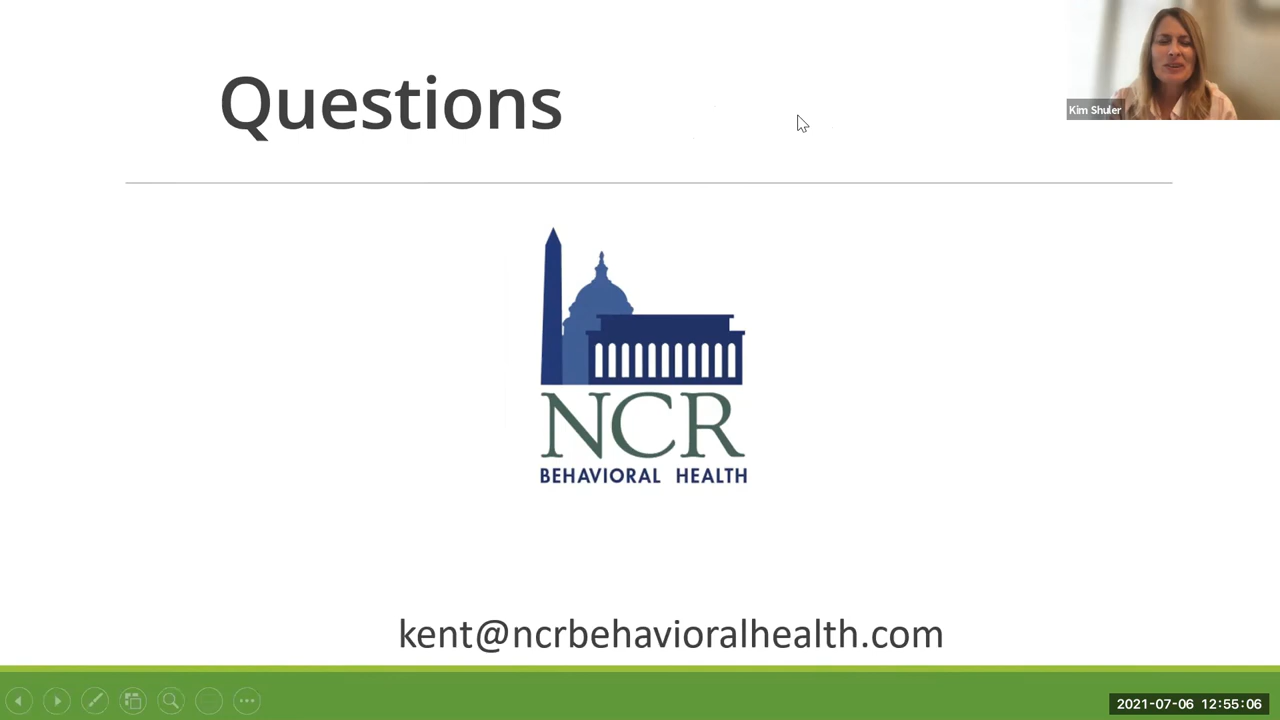 Questions
Kim Shuler
NCR
BEHAVIORAL HEALTH
kent@ncrbehavioralhealth.com
2021-07-06 12:55:06